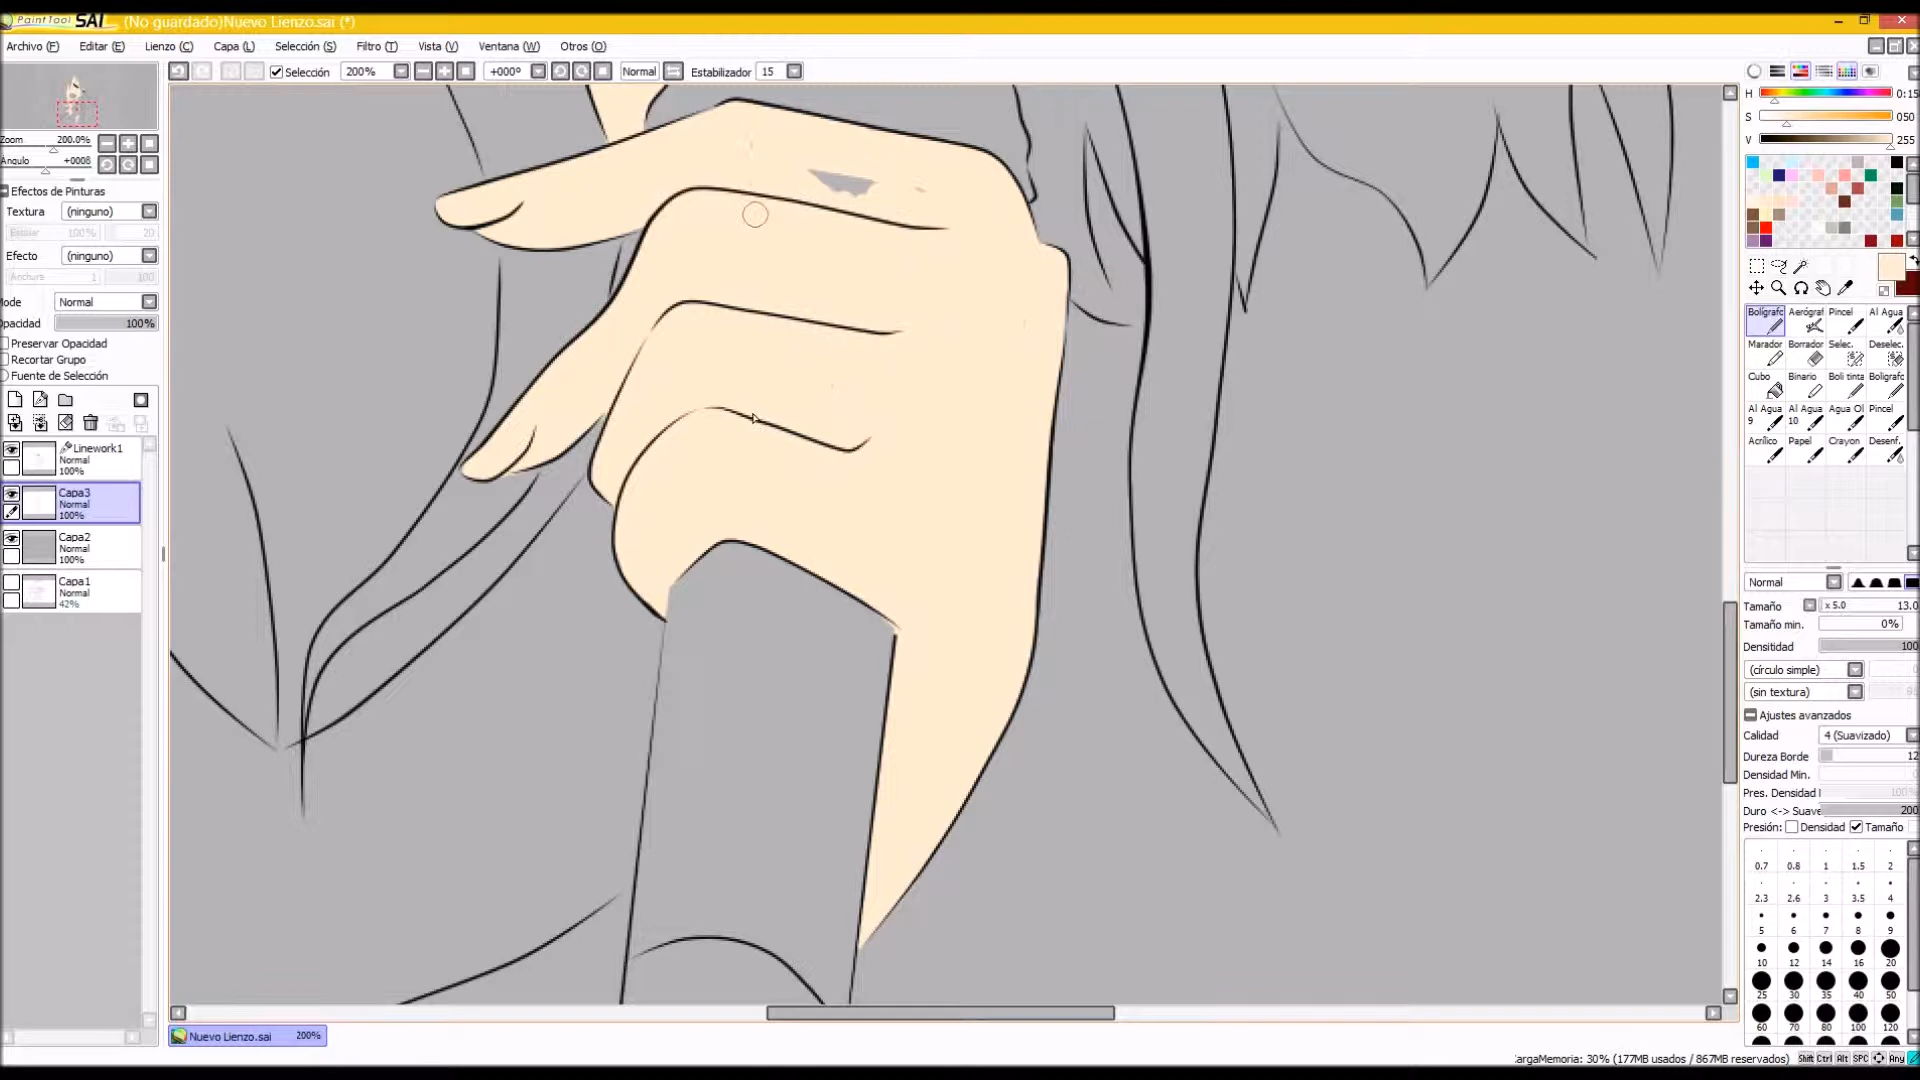 PaintTool SAI (No guardado)Nuevo Lienzo.sai (*)
Archivo (F) Editar (E) Lienzo (C) Capa (L) Selección (S) Filtro (T) Vista (V) Ventana (W) Otros (O)
Selección 200% +000º Normal Estabilizador 15
Zoom 200.0%
Angulo +000ß
Efectos de Pinturas
Textura (ninguno)
100% 20
Efecto (ninguno)
Anchura 1 100
Modo Normal
Opacidad 100%
Preservar Opacidad
Recortar Grupo
Fuente de Selección
Linework1
Normal
100%
Capa3
Normal
100%
Capa2
Normal
100%
Capa1
Normal
42%
H 0:15
S 050
V 255
Bolígrafo Aerógraf Pincel Al Agua
Marador Borrador Selec. Deselec.
Cubo Binario Boli tinta Boligrafo
Al Agua 9 Al Agua 10 Agua Ol Pincel
Acrílico Papel Crayon Desenf.
Normal
Tamaño x 5.0 13.0
Tamaño min. 0%
Densitidad 100
(círculo simple)
(sin textura)
Ajustes avanzados
Calidad 4 (Suavizado)
Dureza Borde 12
Densidad Min.
Pres. Densidad 100%
Duro <-> Suave 200
Presión: Densidad Tamaño
0.7 0.8 1 1.5 2
2.3 2.6 3 3.5 4
5 6 7 8 9
10 12 14 16 20
25 30 35 40 50
60 70 80 100 120
Nuevo Lienzo.sai 200%
CargaMemoria: 30% (177MB usados / 867MB reservados) Shift Ctrl Alt SPC Any